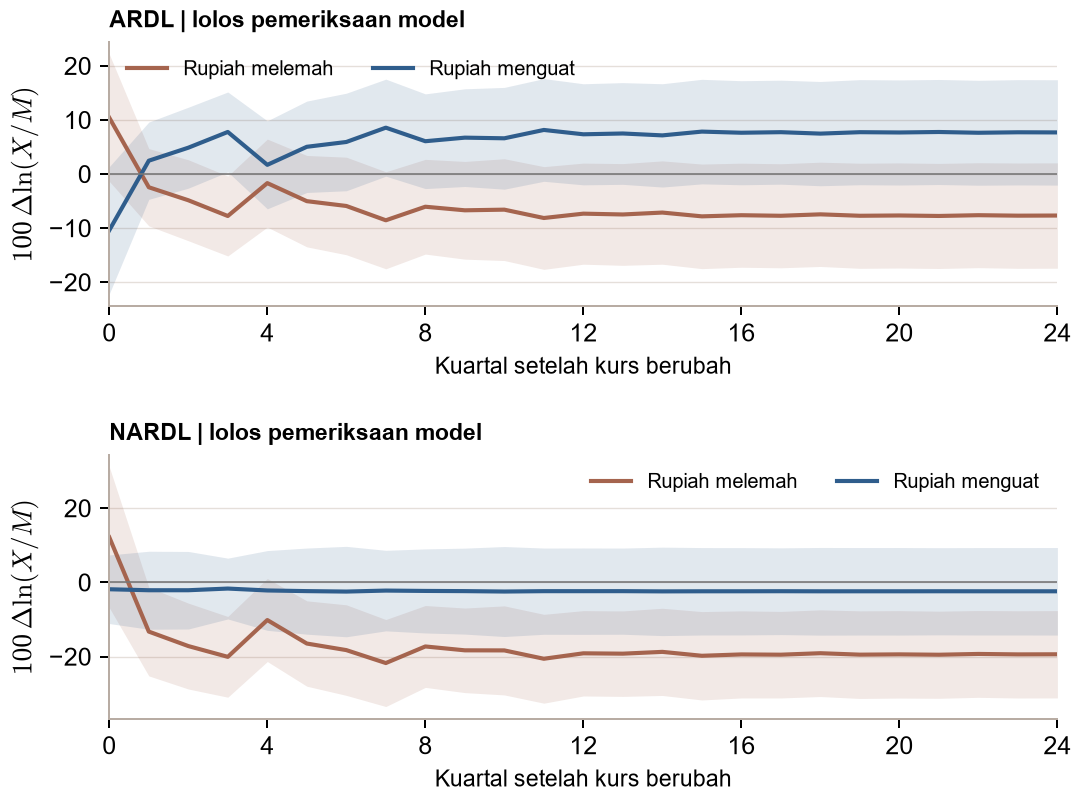 ARDL | lolos pemeriksaan model
Rupiah melemah
Rupiah menguat
100 Δln(X/M)
20
10
0
−10
−20
0 4 8 12 16 20 24
Kuartal setelah kurs berubah
NARDL | lolos pemeriksaan model
Rupiah melemah
Rupiah menguat
100 Δln(X/M)
20
0
−20
0 4 8 12 16 20 24
Kuartal setelah kurs berubah